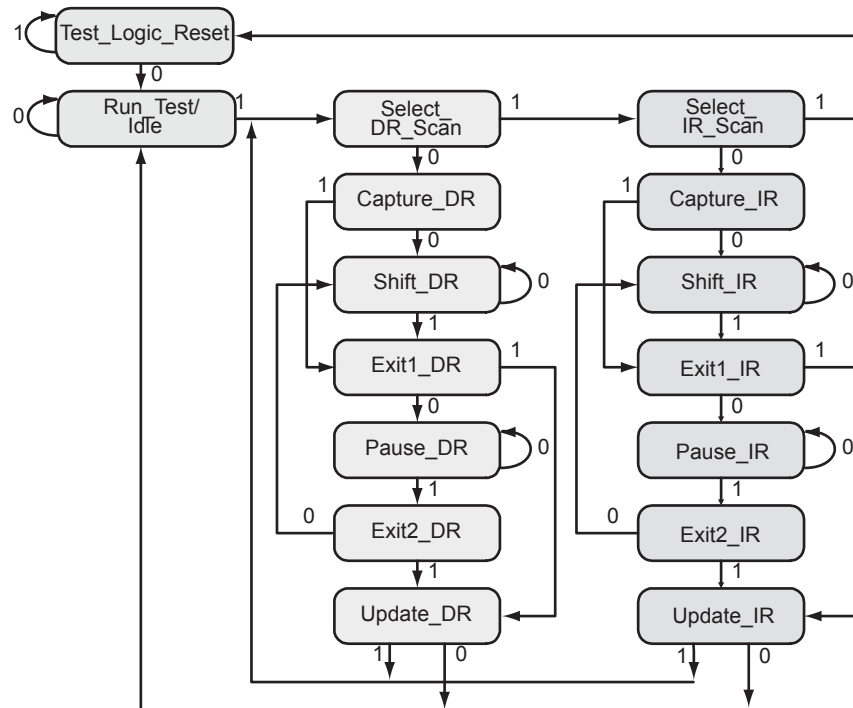 1
Test_Logic_Reset
0
0
Run_Test/
Idle
1
Select_
DR_Scan
1
Select_
IR_Scan
1
0
0
1
Capture_DR
1
Capture_IR
0
0
Shift_DR
0
Shift_IR
0
1
1
Exit1_DR
1
Exit1_IR
1
0
0
Pause_DR
0
Pause_IR
0
1
1
0
Exit2_DR
0
Exit2_IR
1
1
Update_DR
Update_IR
1
0
1
0